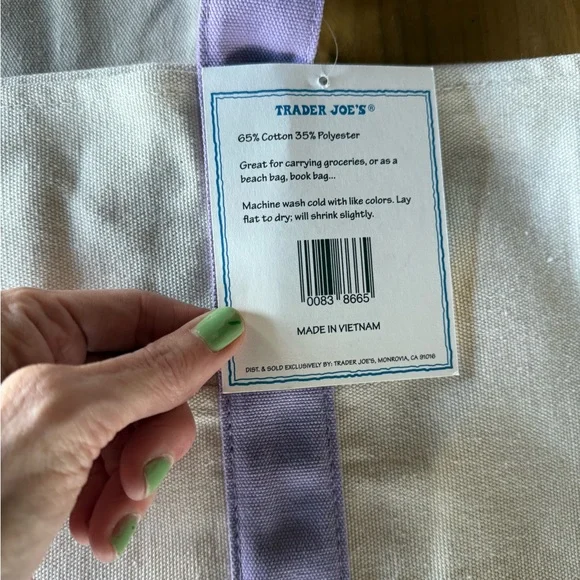 TRADER JOE'S®
65% Cotton 35% Polyester
Great for carrying groceries, or as a
beach bag, book bag...
Machine wash cold with like colors. Lay
flat to dry; will shrink slightly.
0083 8665
MADE IN VIETNAM
DIST. & SOLD EXCLUSIVELY BY: TRADER JOE'S, MONROVIA, CA 91016